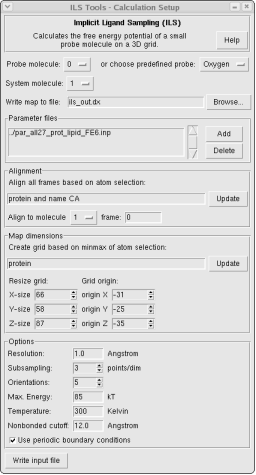 ILS Tools - Calculation Setup
Implicit Ligand Sampling (ILS)
Calculates the free energy potential of a small
probe molecule on a 3D grid.
Help
Probe molecule: 0 or choose predefined probe: Oxygen
System molecule: 1
Write map to file: ils_out.dx Browse...
Parameter files
../par_all27_prot_lipid_FE6.inp
Add
Delete
Alignment
Align all frames based on atom selection:
protein and name CA Update
Align to molecule 1 frame: 0
Map dimensions
Create grid based on minmax of atom selection:
protein Update
Resize grid: Grid origin:
X-size 66 origin X -31
Y-size 58 origin Y -25
Z-size 87 origin Z -35
Options
Resolution: 1.0 Angstrom
Subsampling: 3 points/dim
Orientations: 5
Max. Energy: 85 kT
Temperature: 300 Kelvin
Nonbonded cutoff: 12.0 Angstrom
Use periodic boundary conditions
Write input file